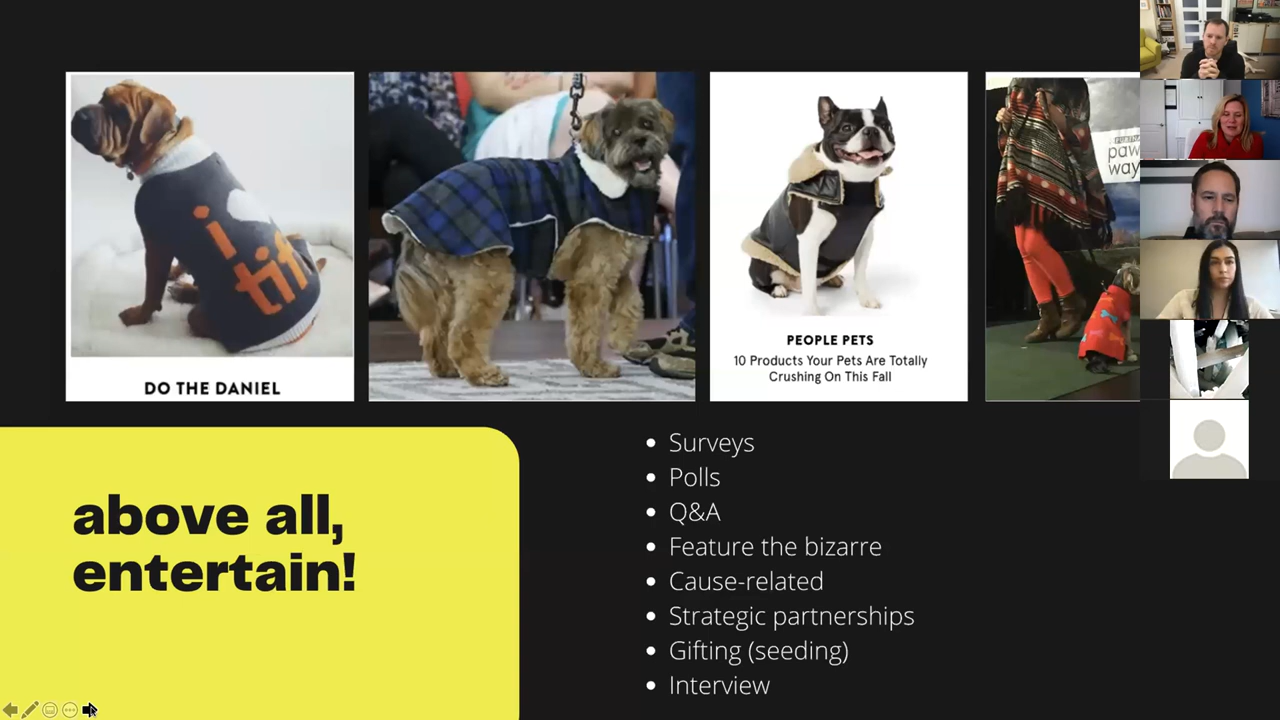 i
tif
DO THE DANIEL
PEOPLE PETS
10 Products Your Pets Are Totally
Crushing On This Fall
paw
way
above all,
entertain!
Surveys
Polls
Q&A
Feature the bizarre
Cause-related
Strategic partnerships
Gifting (seeding)
Interview